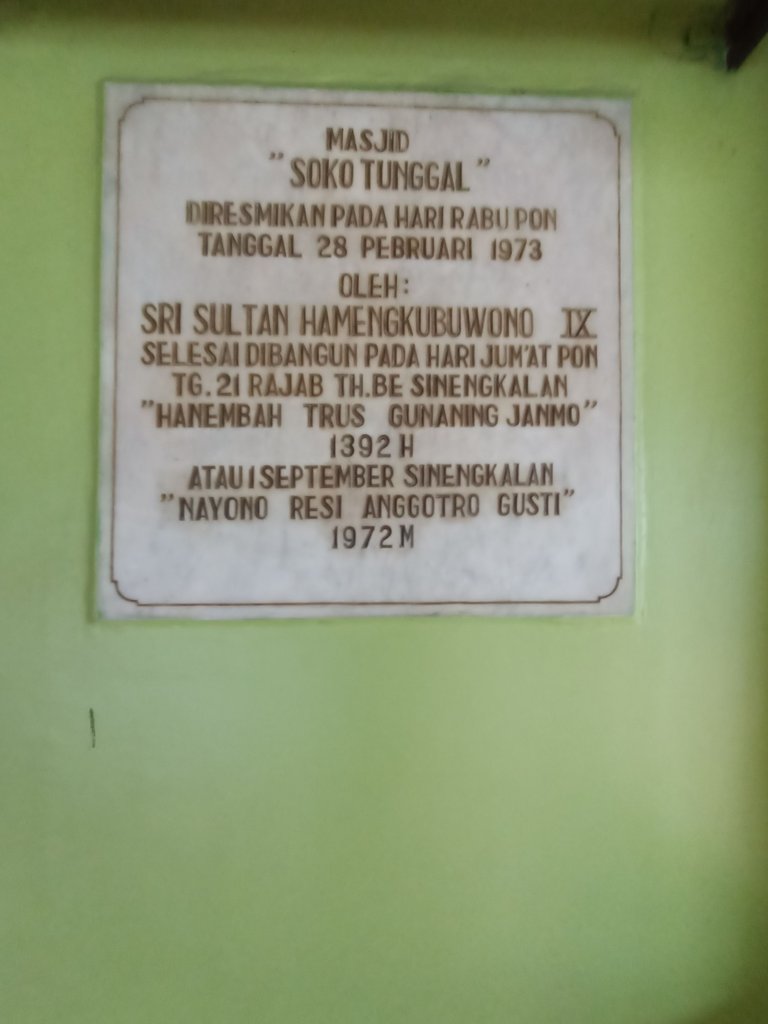 MASJID
"SOKO TUNGGAL"
DIRESMIKAN PADA HARI RABU PON
TANGGAL 28 PEBRUARI 1973
OLEH:
SRI SULTAN HAMENGKUBUWONO IX
SELESAI DIBANGUN PADA HARI JUM'AT PON
TG. 21 RAJAB TH.BE SINENGKALAN
"HANEMBAH TRUS GUNANING JANMO"
1392 H
ATAU 1 SEPTEMBER SINENGKALAN
"NAYONO RESI ANGGOTRO GUSTI"
1972 M